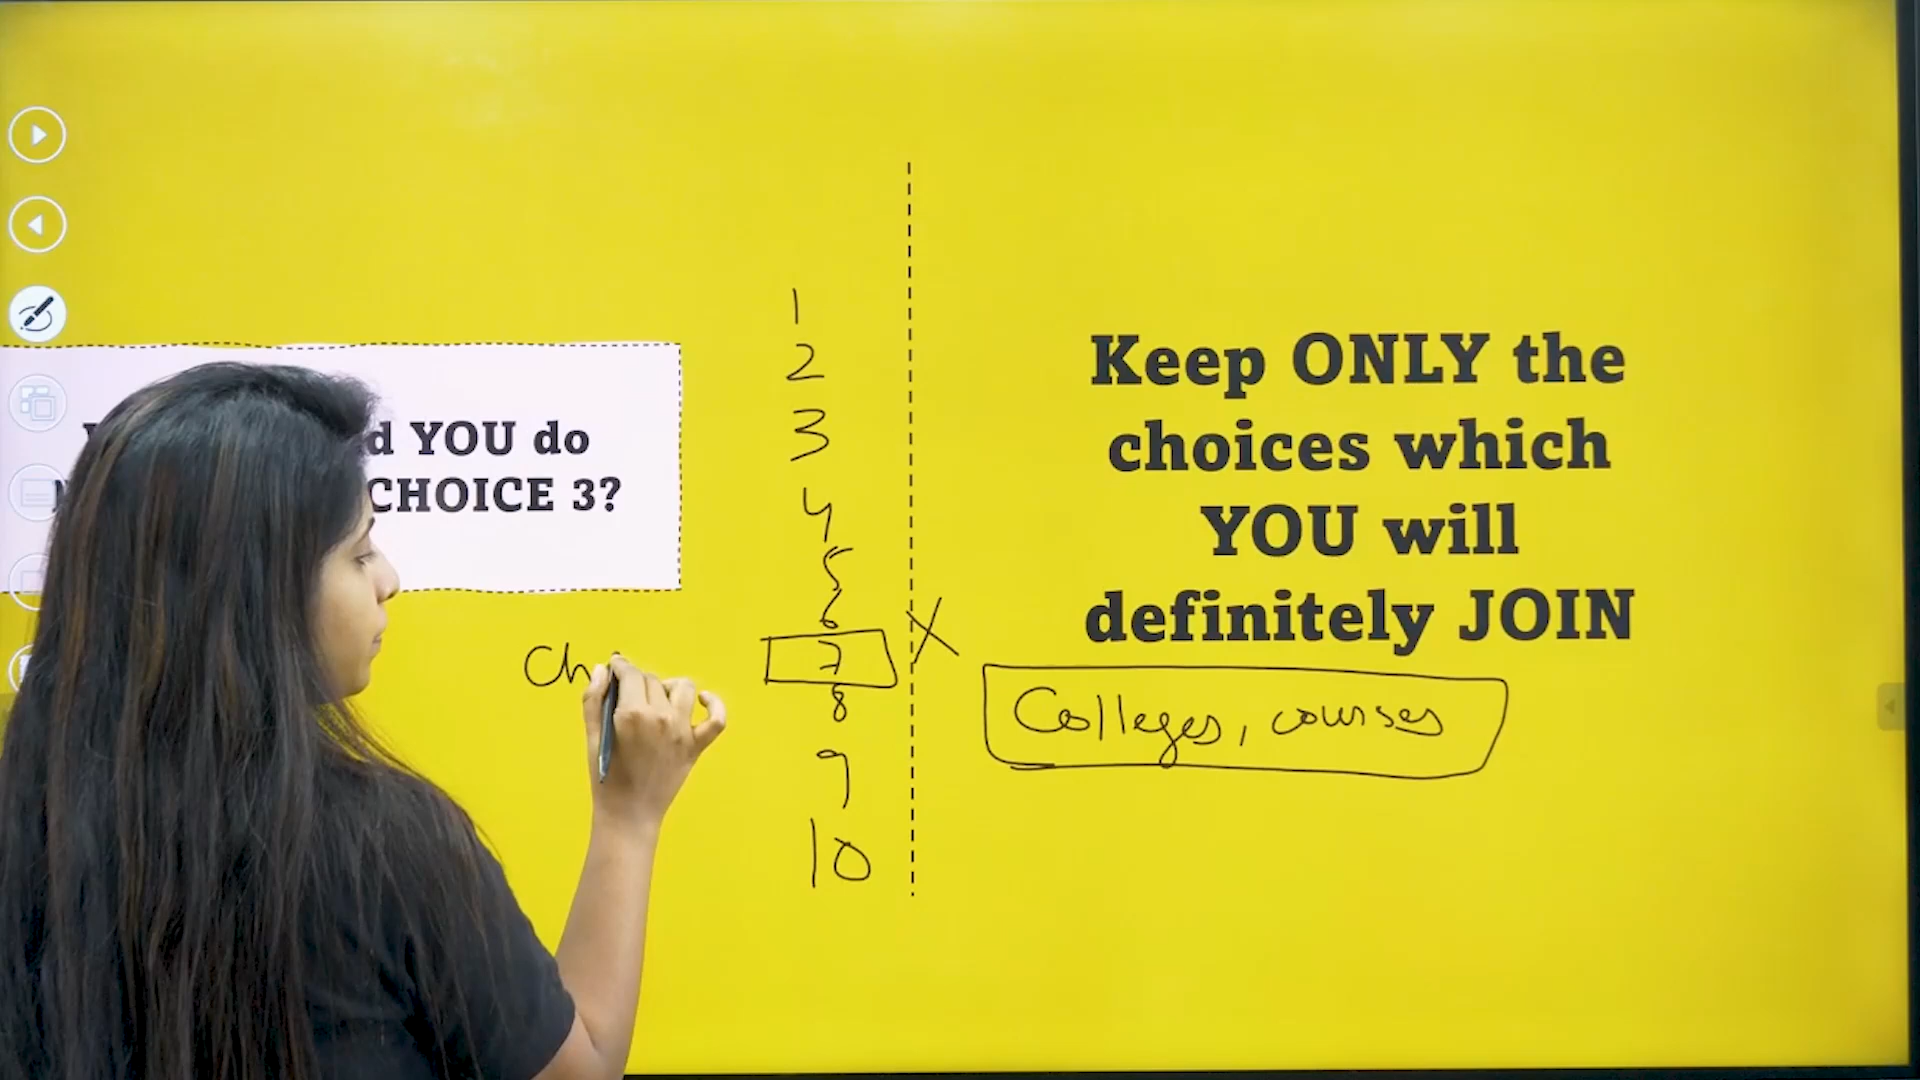 d YOU do
CHOICE 3?
1
2
3
4
5
6
7
8
9
10
X
Ch
Keep ONLY the
choices which
YOU will
definitely JOIN
Colleges, courses